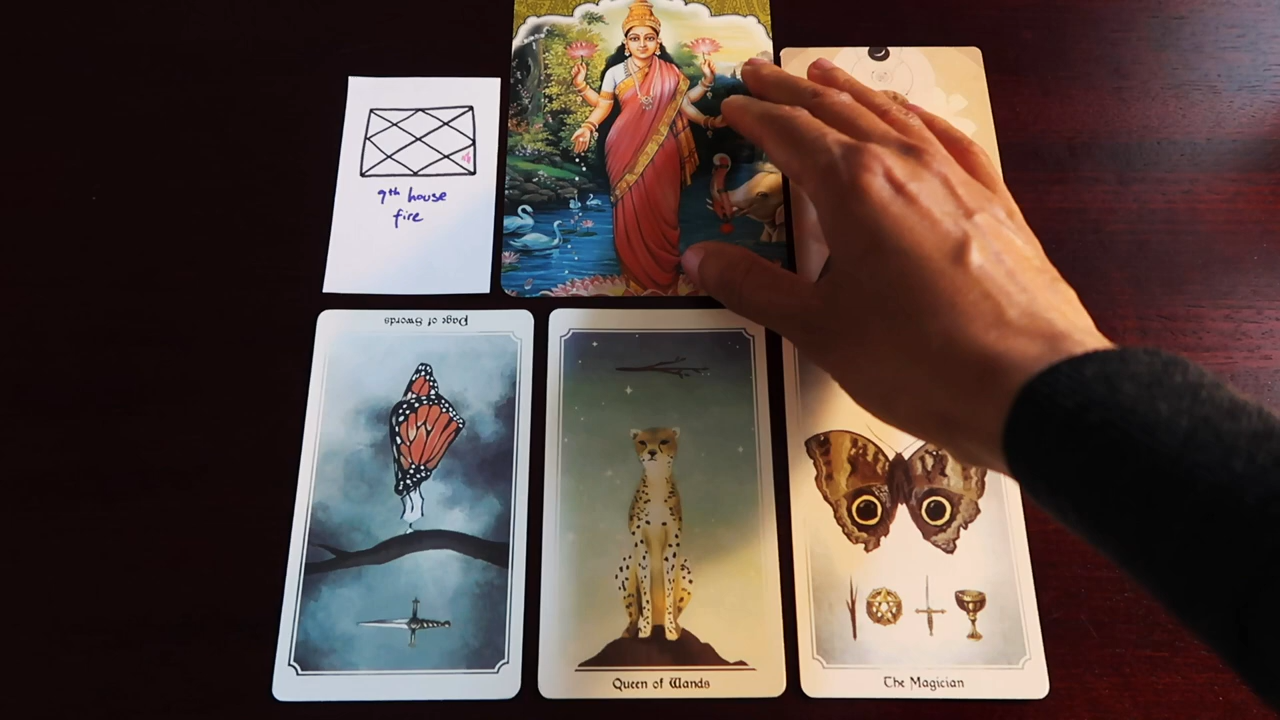 9th house
fire
Page of Swords
Queen of Wands
The Magician